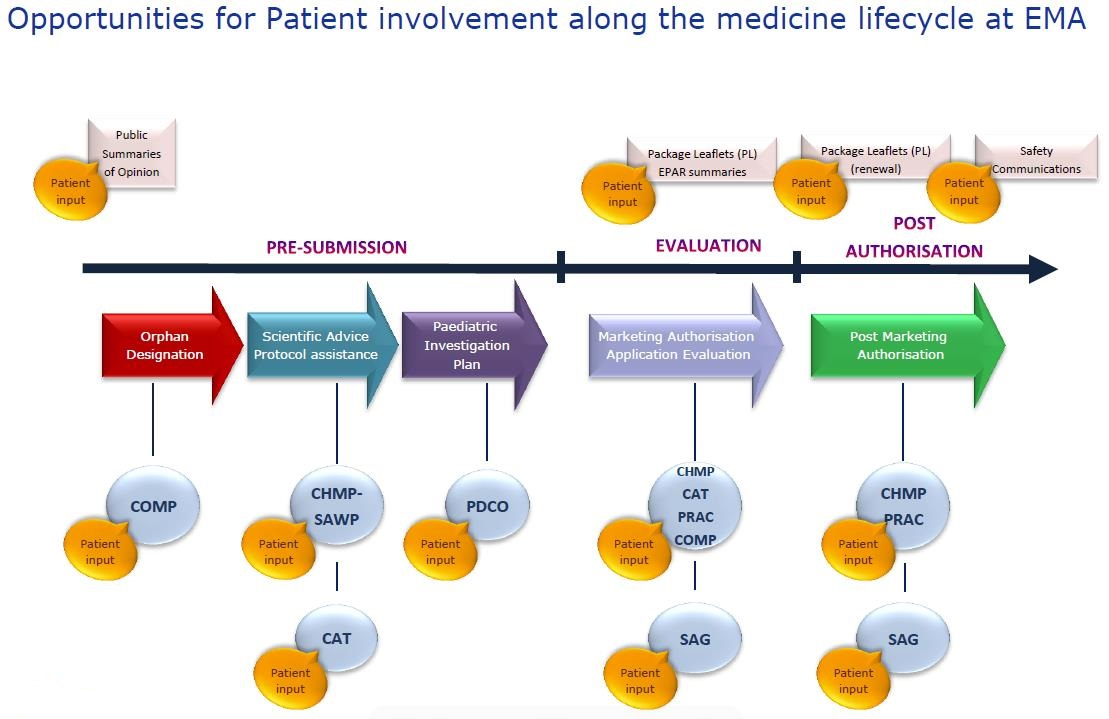 Opportunities for Patient involvement along the medicine lifecycle at EMA
Public
Summaries
of Opinion
Patient
input
Package Leaflets (PL)
EPAR summaries
Patient
input
Package Leaflets (PL)
(renewal)
Patient
input
Safety
Communications
Patient
input
PRE-SUBMISSION
EVALUATION
POST
AUTHORISATION
Orphan
Designation
Scientific Advice
Protocol assistance
Paediatric
Investigation
Plan
Marketing Authorisation
Application Evaluation
Post Marketing
Authorisation
COMP
Patient
input
CHMP-
SAWP
Patient
input
PDCO
Patient
input
CHMP
CAT
PRAC
COMP
Patient
input
CHMP
PRAC
Patient
input
CAT
Patient
input
SAG
Patient
input
SAG
Patient
input